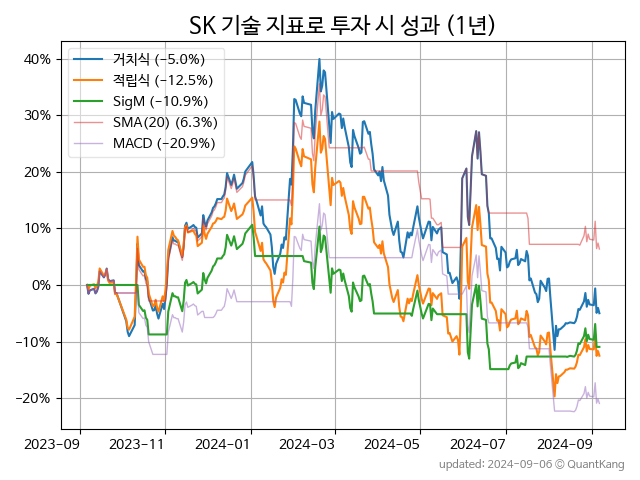 SK 기술 지표로 투자 시 성과 (1년)
거치식 (−5.0%)
적립식 (−12.5%)
SigM (−10.9%)
SMA(20) (6.3%)
MACD (−20.9%)
40%
30%
20%
10%
0%
−10%
−20%
2023-09
2023-11
2024-01
2024-03
2024-05
2024-07
2024-09
updated: 2024-09-06 © QuantKang